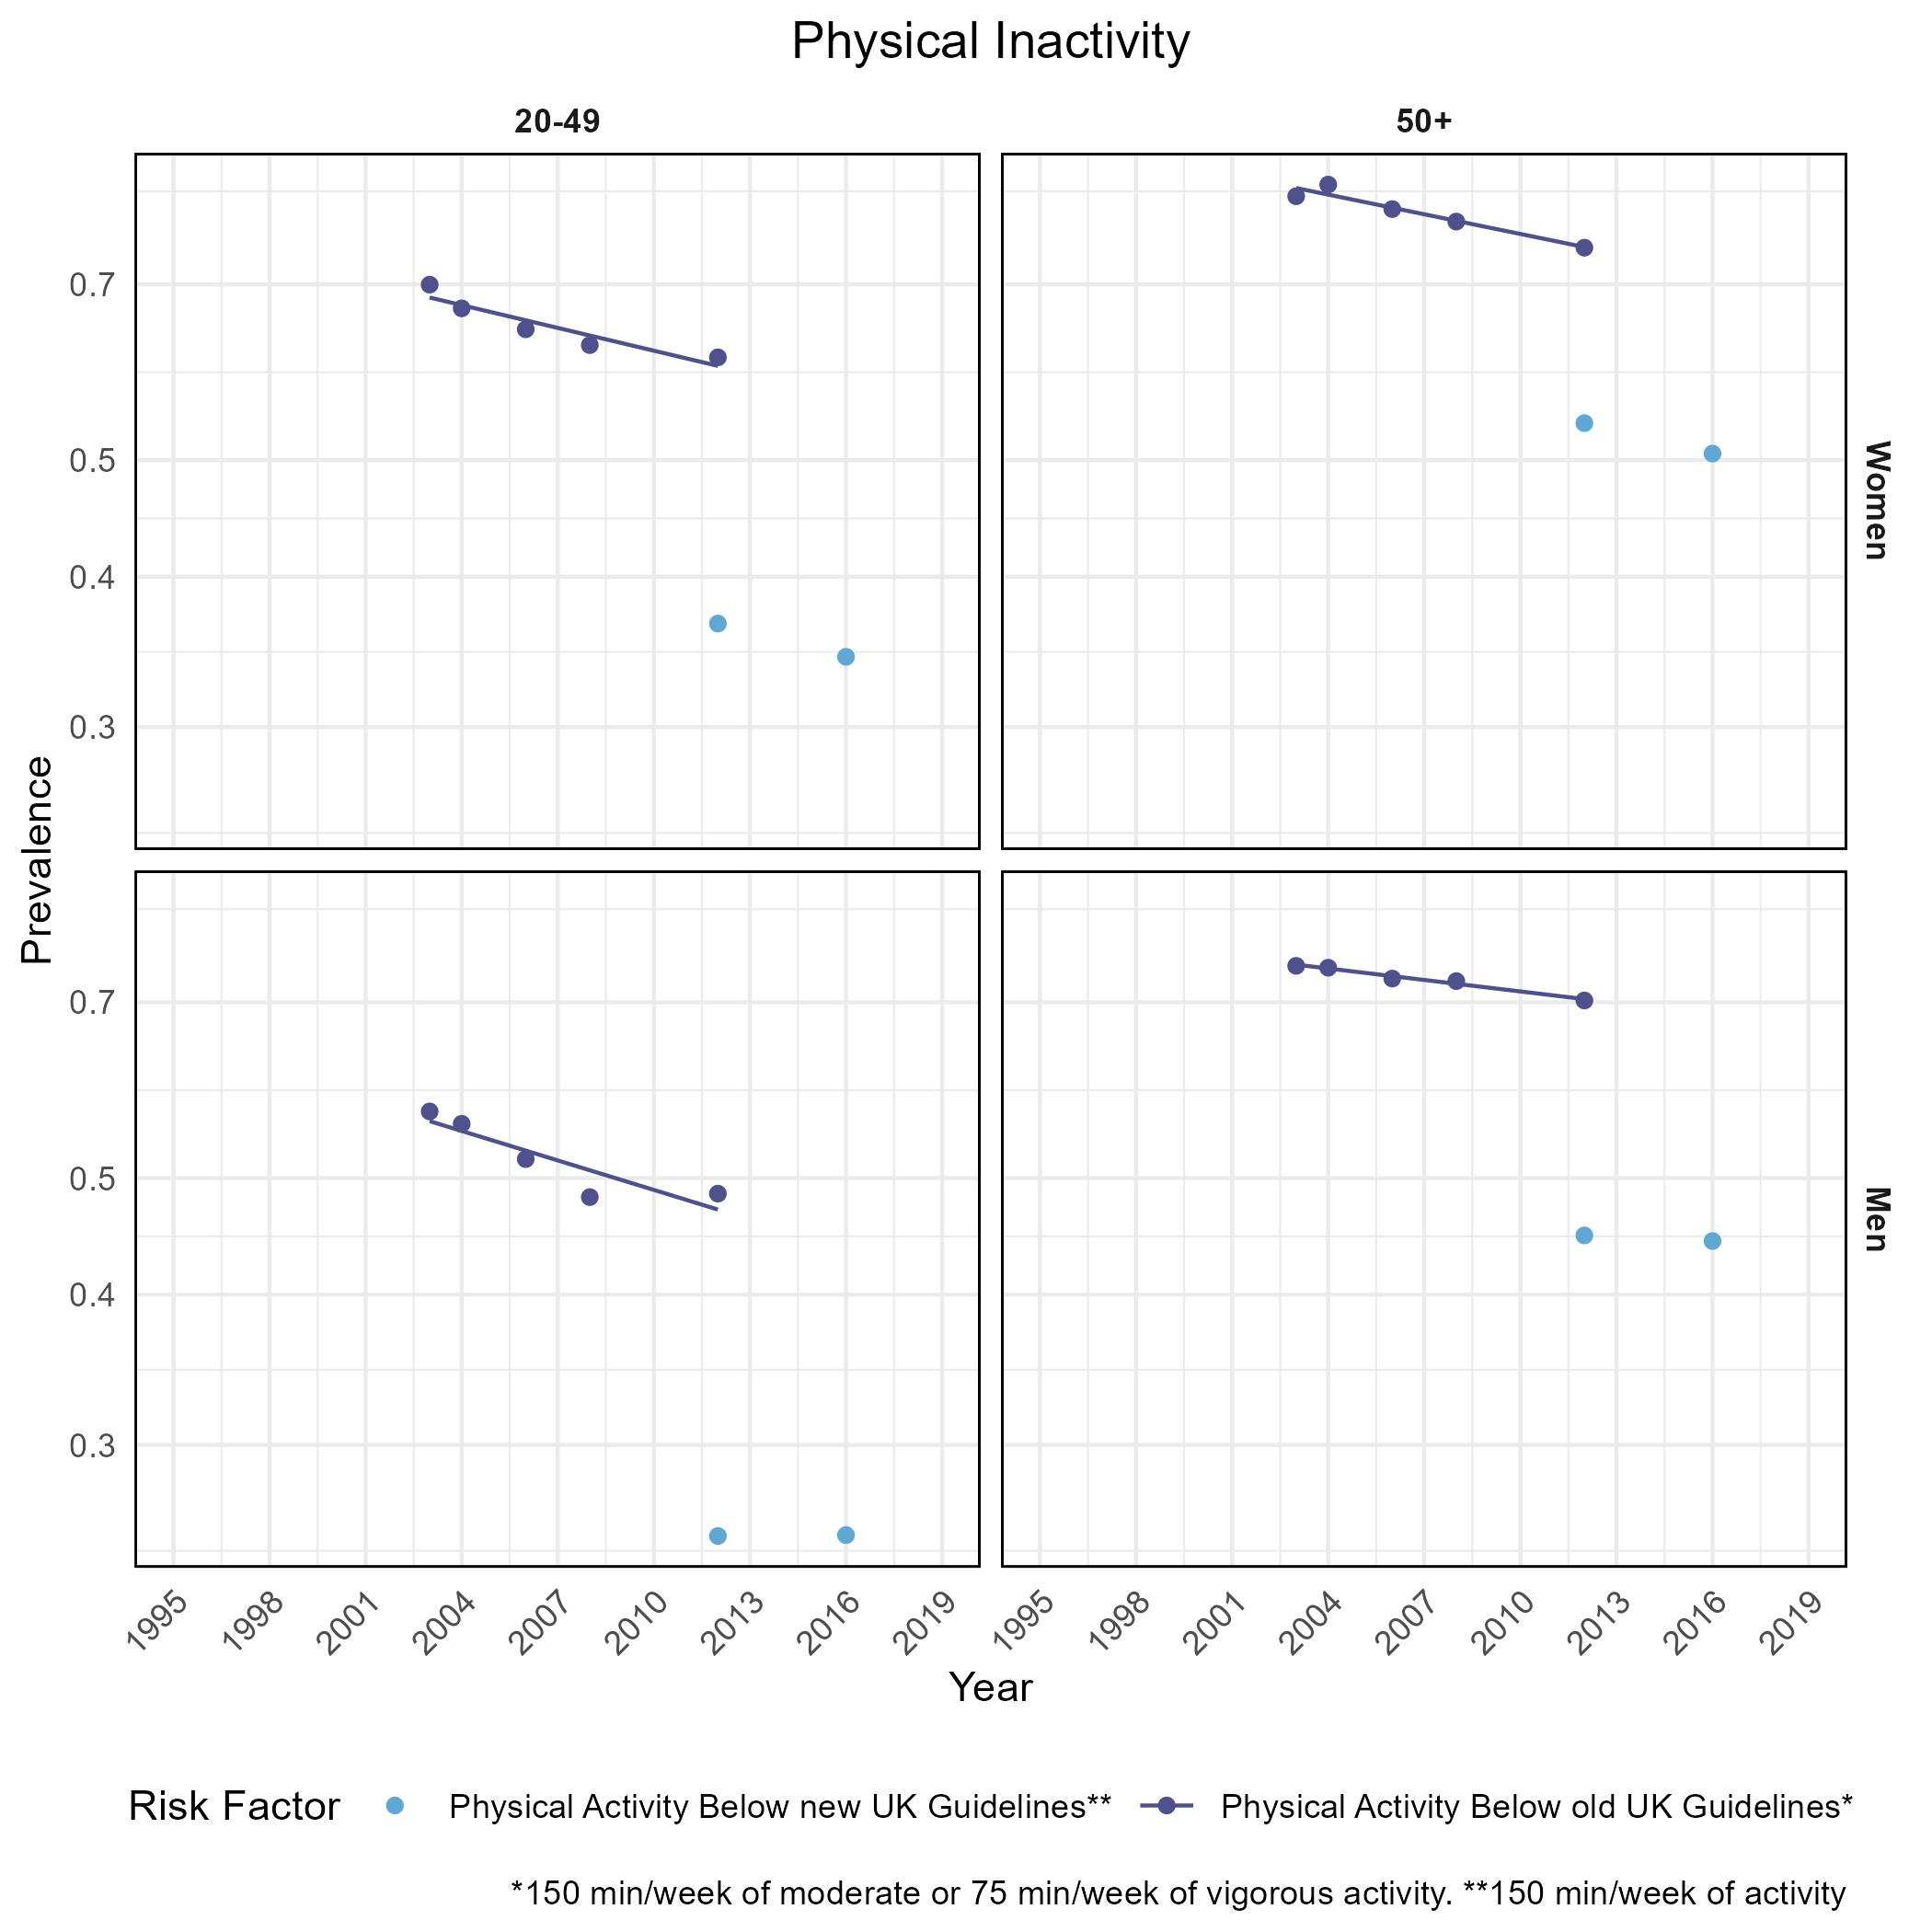 Physical Inactivity
20-49 50+
0.7
0.5
0.4
0.3
Women
Prevalence
0.7
0.5
0.4
0.3
Men
1995 1998 2001 2004 2007 2010 2013 2016 2019 1995 1998 2001 2004 2007 2010 2013 2016 2019
Year
Risk Factor Physical Activity Below new UK Guidelines** Physical Activity Below old UK Guidelines*
*150 min/week of moderate or 75 min/week of vigorous activity. **150 min/week of activity